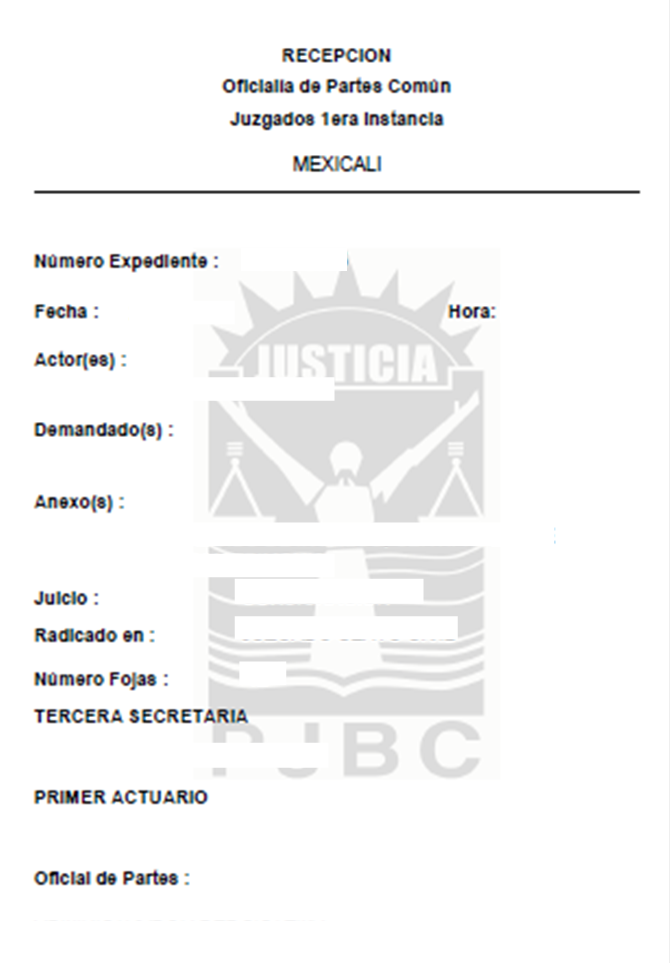 RECEPCION
Oficialia de Partes Común
Juzgados 1era Instancia
MEXICALI
Número Expediente :
Fecha : Hora:
JUSTICIA
Actor(es) :
Demandado(s) :
Anexo(s) :
Juicio :
Radicado en :
Número Fojas :
TERCERA SECRETARIA
PJBC
PRIMER ACTUARIO
Oficial de Partes :